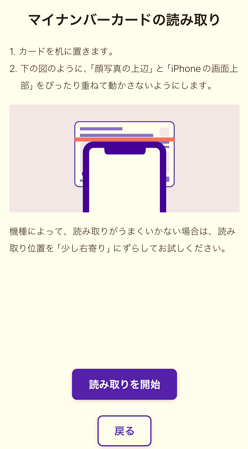 マイナンバーカードの読み取り
1. カードを机に置きます。
2. 下の図のように、「顔写真の上辺」と「iPhoneの画面上
部」をぴったり重ねて動かさないようにします。
機種によって、読み取りがうまくいかない場合は、読み
取り位置を「少し右寄り」にずらしてお試しください。
読み取りを開始
戻る